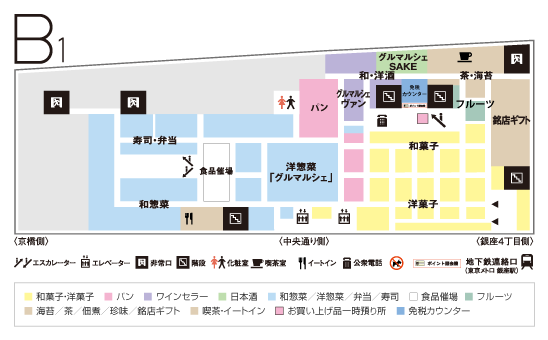 B1
グルマルシェ
SAKE
和・洋酒
茶・海苔
グルマルシェ
ヴァン
免税
カウンター
パン
フルーツ
銘店ギフト
寿司・弁当
和菓子
食品催場
洋惣菜
「グルマルシェ」
和惣菜
洋菓子
〈京橋側〉
〈中央通り側〉
〈銀座4丁目側〉
エスカレーター
エレベーター
非常口
階段
化粧室
喫茶室
イートイン
公衆電話
ポイント照会機
地下鉄連絡口
(東京メトロ 銀座駅)
和菓子・洋菓子
パン
ワインセラー
日本酒
和惣菜／洋惣菜／弁当／寿司
食品催場
フルーツ
海苔／茶／佃煮／珍味／銘店ギフト
喫茶・イートイン
お買い上げ品一時預り所
免税カウンター